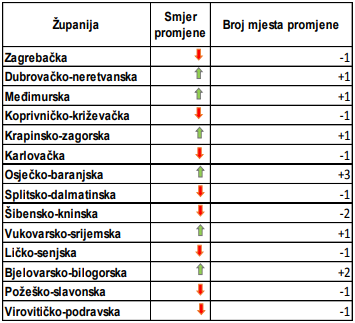 Županija Smjer promjene Broj mjesta promjene
Zagrebačka -1
Dubrovačko-neretvanska +1
Međimurska +1
Koprivničko-križevačka -1
Krapinsko-zagorska +1
Karlovačka -1
Osječko-baranjska +3
Splitsko-dalmatinska -1
Šibensko-kninska -2
Vukovarsko-srijemska +1
Ličko-senjska -1
Bjelovarsko-bilogorska +2
Požeško-slavonska -1
Virovitičko-podravska -1